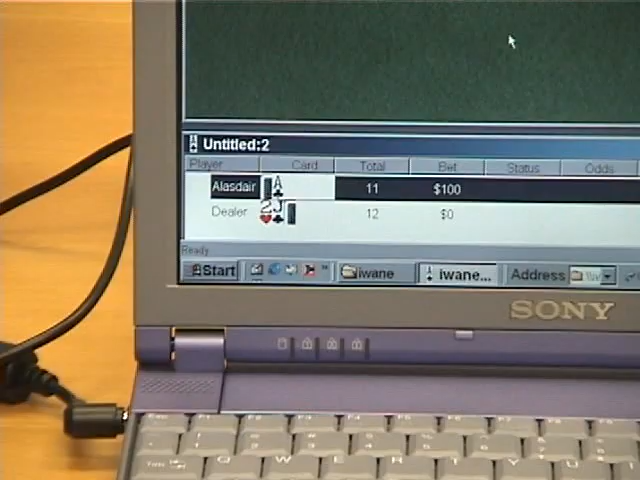 Untitled:2
Player Card Total Bet Status Odds
Alasdair A 11 $100
Dealer 2 J 12 $0
Ready
Start iwane iwane... Address
SONY
Q W E R T Y U